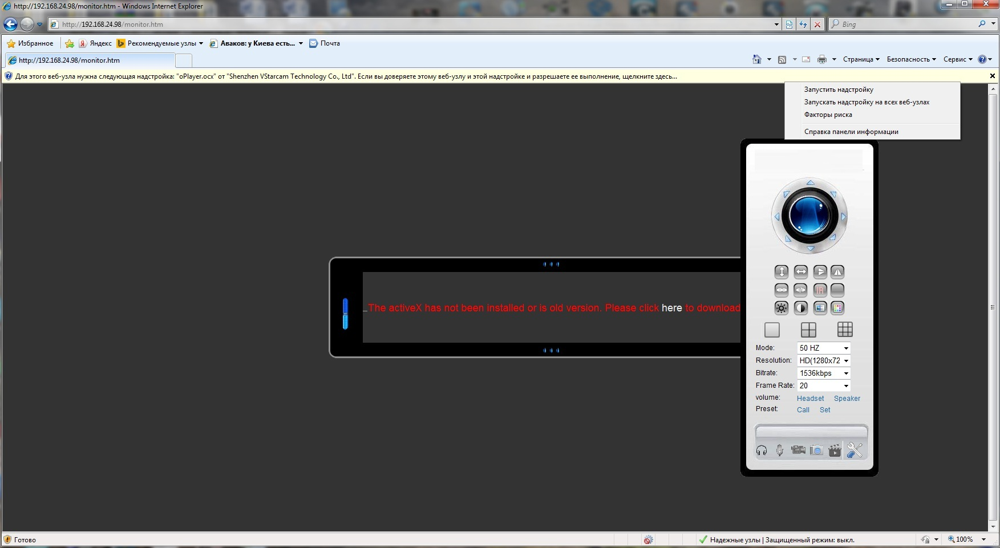 http://192.168.24.98/monitor.htm - Windows Internet Explorer
http://192.168.24.98/monitor.htm
Bing
Избранное
Яндекс
Рекомендуемые узлы
Аваков: у Киева есть...
Почта
http://192.168.24.98/monitor.htm
Страница
Безопасность
Сервис
Для этого веб-узла нужна следующая надстройка: "oPlayer.ocx" от "Shenzhen VStarcam Technology Co., Ltd". Если вы доверяете этому веб-узлу и этой надстройке и разрешаете ее выполнение, щелкните здесь...
Запустить надстройку
Запускать надстройку на всех веб-узлах
Факторы риска
Справка панели информации
_The activeX has not been installed or is old version. Please click here to download
Mode: 50 HZ
Resolution: HD(1280x72
Bitrate: 1536kbps
Frame Rate: 20
volume: Headset Speaker
Preset: Call Set
Готово
Надежные узлы | Защищенный режим: выкл.
100%